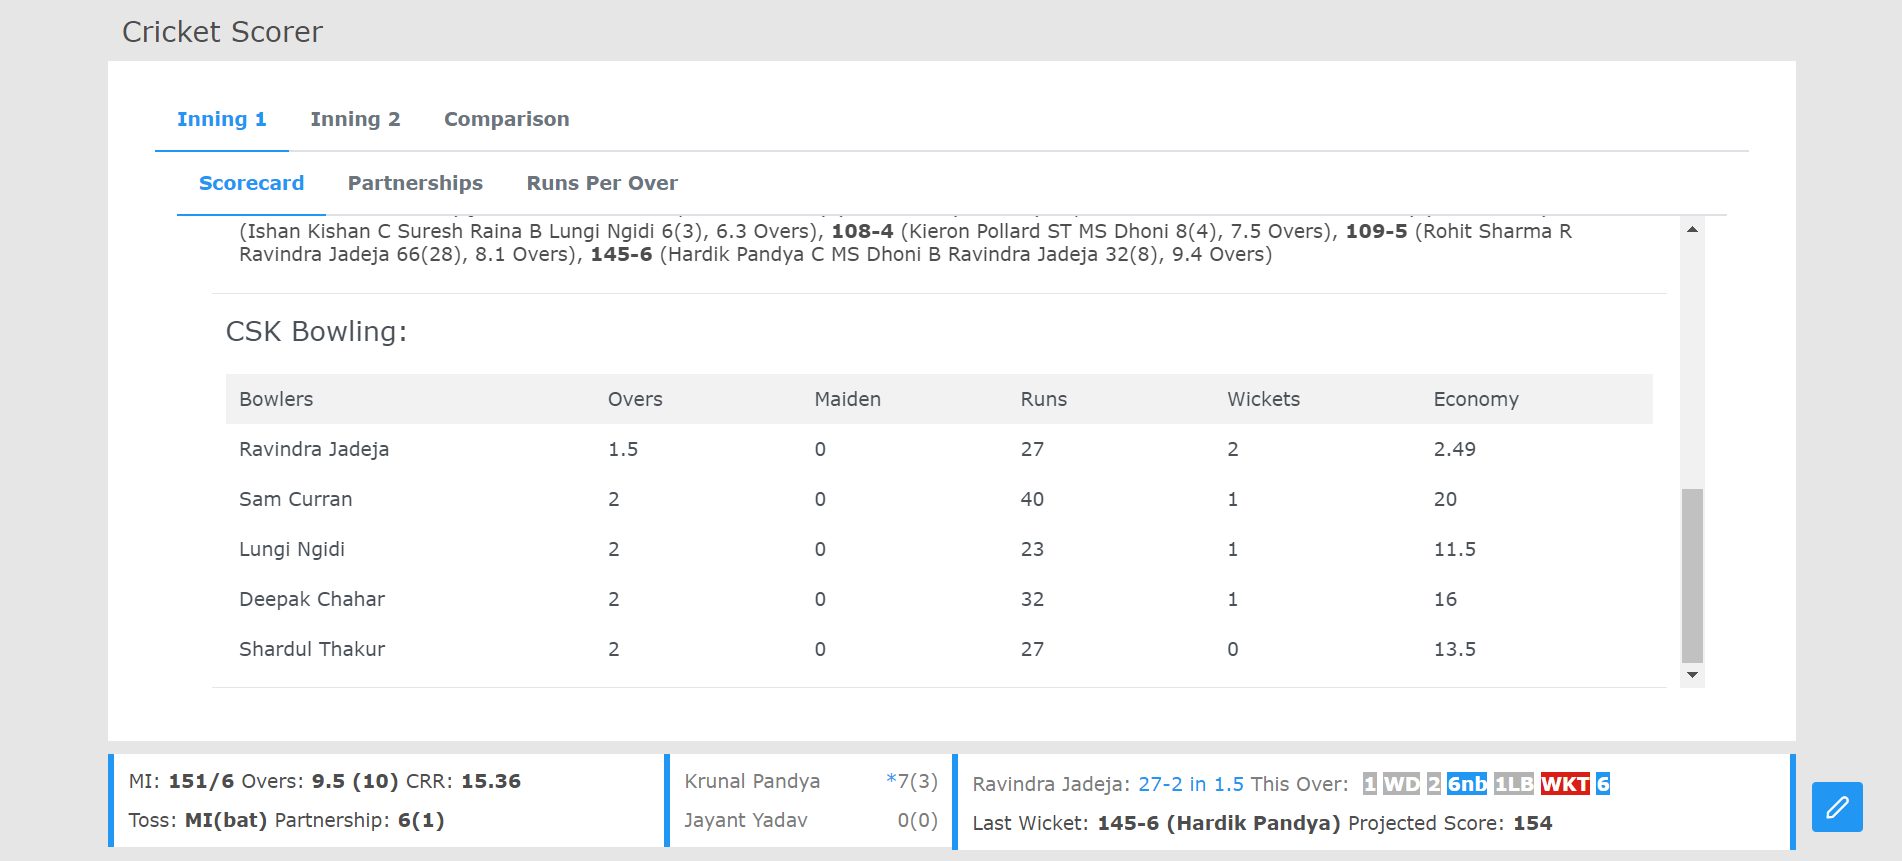 Cricket Scorer
Inning 1 Inning 2 Comparison
Scorecard Partnerships Runs Per Over
(Ishan Kishan C Suresh Raina B Lungi Ngidi 6(3), 6.3 Overs), 108-4 (Kieron Pollard ST MS Dhoni 8(4), 7.5 Overs), 109-5 (Rohit Sharma R
Ravindra Jadeja 66(28), 8.1 Overs), 145-6 (Hardik Pandya C MS Dhoni B Ravindra Jadeja 32(8), 9.4 Overs)
CSK Bowling:
Bowlers Overs Maiden Runs Wickets Economy
Ravindra Jadeja 1.5 0 27 2 2.49
Sam Curran 2 0 40 1 20
Lungi Ngidi 2 0 23 1 11.5
Deepak Chahar 2 0 32 1 16
Shardul Thakur 2 0 27 0 13.5
MI: 151/6 Overs: 9.5 (10) CRR: 15.36
Toss: MI(bat) Partnership: 6(1)
Krunal Pandya *7(3)
Jayant Yadav 0(0)
Ravindra Jadeja: 27-2 in 1.5 This Over: 1 WD 2 6nb 1LB WKT 6
Last Wicket: 145-6 (Hardik Pandya) Projected Score: 154